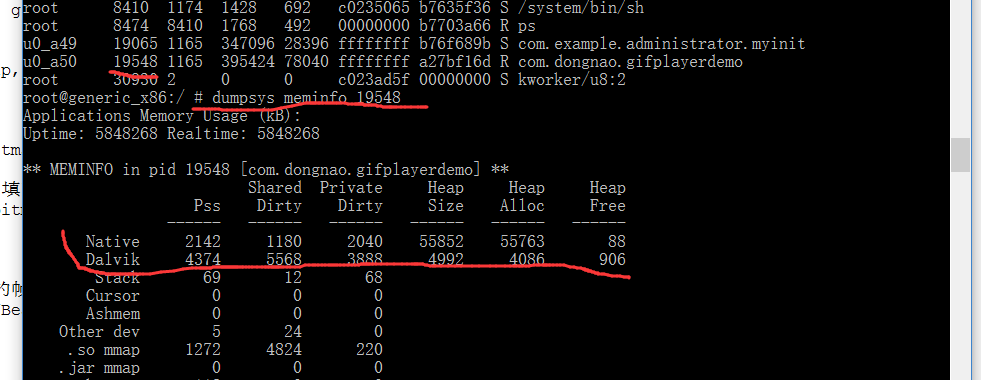 g root      8410  1174  1428   692   c0235065 b7635f36 S /system/bin/sh
root      8474  8410  1768   492   00000000 b7703a66 R ps
u0_a49    19065 1165  347096 28396 ffffffff b76f689b S com.example.administrator.myinit
p, u0_a50    19548 1165  395424 78040 ffffffff a27bf16d R com.dongnao.gifplayerdemo
root      30930 2     0      0     c023ad5f 00000000 S kworker/u8:2
root@generic_x86:/ # dumpsys meminfo 19548
Applications Memory Usage (kB):
Uptime: 5848268 Realtime: 5848268
tm
** MEMINFO in pid 19548 [com.dongnao.gifplayerdemo] **
填 Shared Private Heap Heap Heap
bit Pss Dirty Dirty Size Alloc Free
------ ------ ------ ------ ------ ------
Native 2142 1180 2040 55852 55763 88
Dalvik 4374 5568 3888 4992 4086 906
Stack 69 12 68
Cursor 0 0 0
Be Ashmem 0 0 0
Other dev 5 24 0
.so mmap 1272 4824 220
.jar mmap 0 0 0